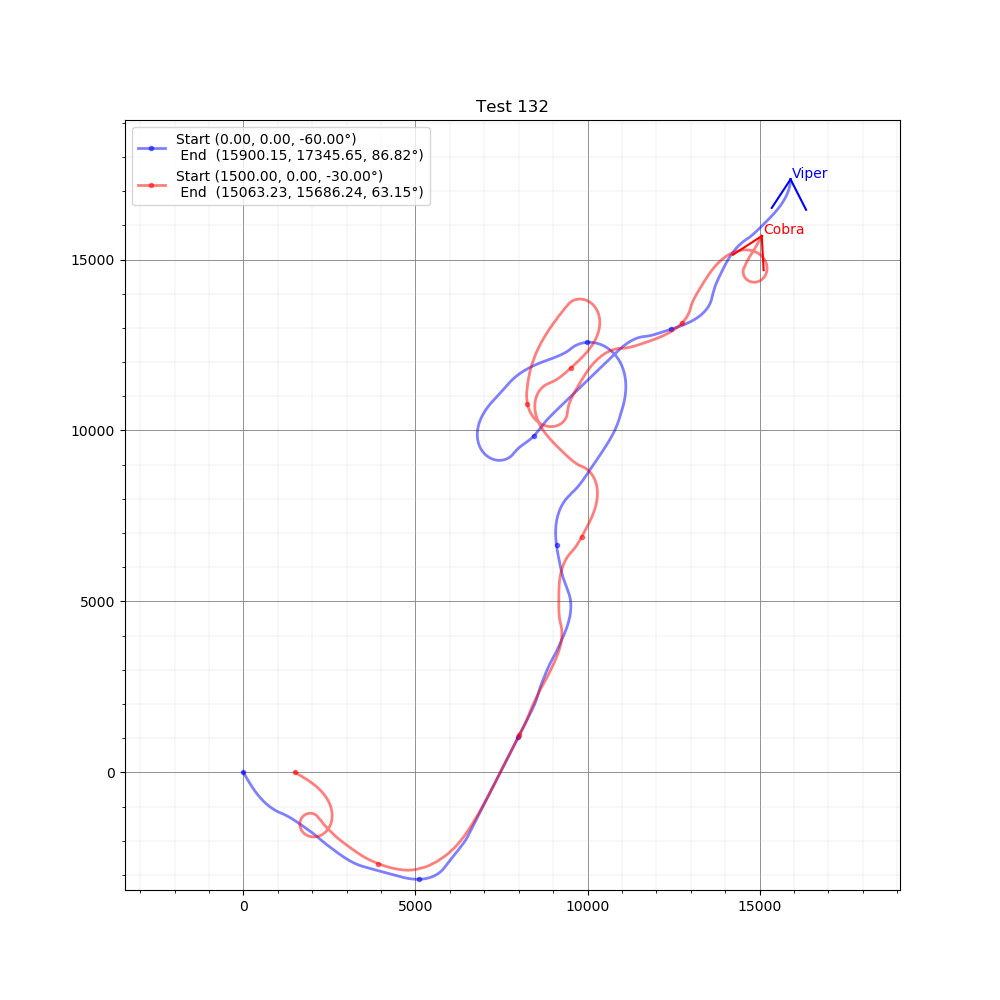 Test 132
Start (0.00, 0.00, -60.00°)
End (15900.15, 17345.65, 86.82°)
Start (1500.00, 0.00, -30.00°)
End (15063.23, 15686.24, 63.15°)
Viper
Cobra
15000
10000
5000
0
0 5000 10000 15000